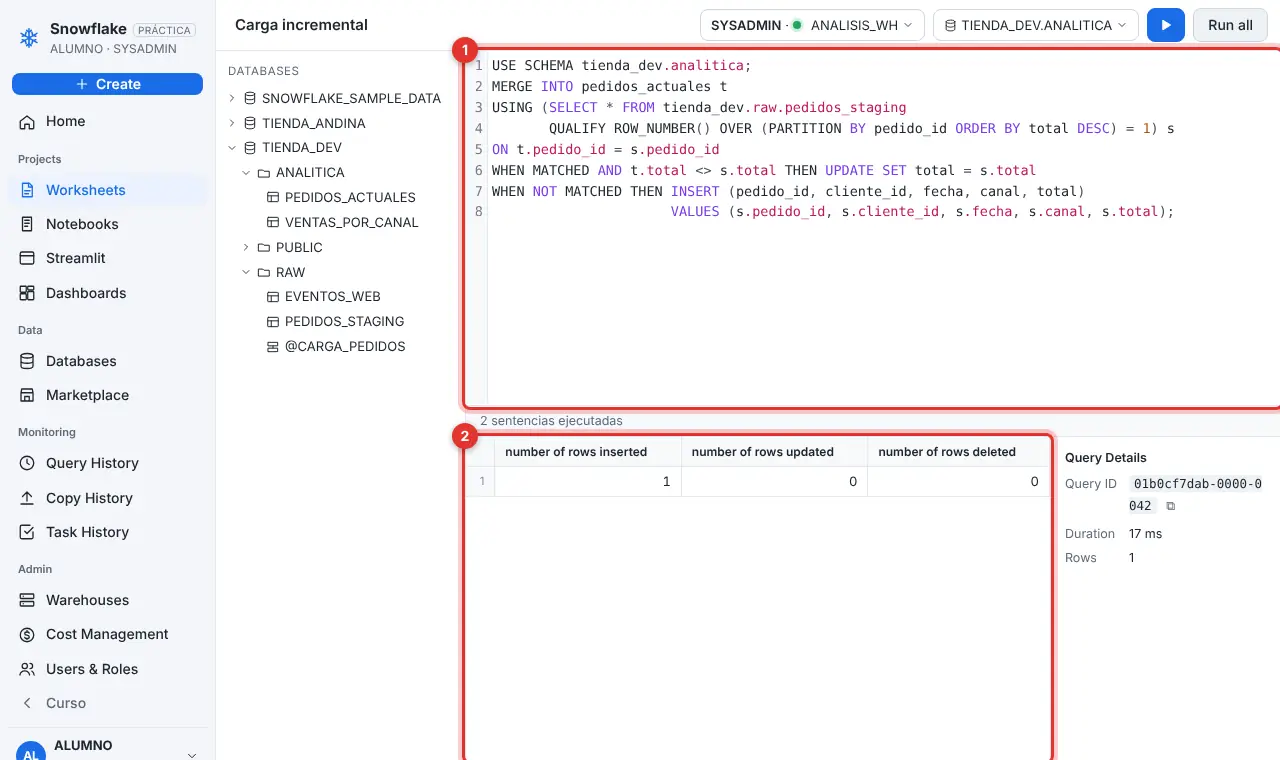 Snowflake PRÁCTICA
ALUMNO · SYSADMIN
Create
Home
Projects
Worksheets
Notebooks
Streamlit
Dashboards
Data
Databases
Marketplace
Monitoring
Query History
Copy History
Task History
Admin
Warehouses
Cost Management
Users & Roles
Curso
AL ALUMNO
Carga incremental
SYSADMIN · ANALISIS_WH
TIENDA_DEV.ANALITICA
Run all
DATABASES
SNOWFLAKE_SAMPLE_DATA
TIENDA_ANDINA
TIENDA_DEV
ANALITICA
PEDIDOS_ACTUALES
VENTAS_POR_CANAL
PUBLIC
RAW
EVENTOS_WEB
PEDIDOS_STAGING
@CARGA_PEDIDOS
1
1 USE SCHEMA tienda_dev.analitica;
2 MERGE INTO pedidos_actuales t
3 USING (SELECT * FROM tienda_dev.raw.pedidos_staging
4 QUALIFY ROW_NUMBER() OVER (PARTITION BY pedido_id ORDER BY total DESC) = 1) s
5 ON t.pedido_id = s.pedido_id
6 WHEN MATCHED AND t.total <> s.total THEN UPDATE SET total = s.total
7 WHEN NOT MATCHED THEN INSERT (pedido_id, cliente_id, fecha, canal, total)
8 VALUES (s.pedido_id, s.cliente_id, s.fecha, s.canal, s.total);
2 sentencias ejecutadas
2
number of rows inserted number of rows updated number of rows deleted
1 1 0 0
Query Details
Query ID 01b0cf7dab-0000-0
042
Duration 17 ms
Rows 1